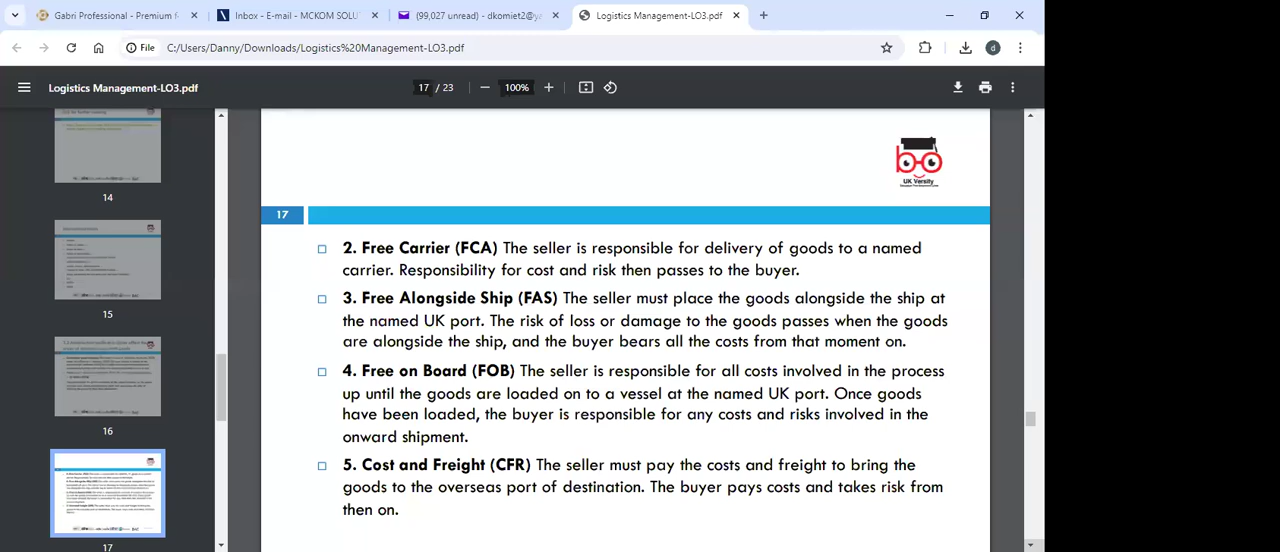 Gabri Professional - Premium
Inbox - E-mail - MCKOM SOLU
(99,027 unread) - dkomist2@y
Logistics Management-LO3.pdf
File
C:/Users/Danny/Downloads/Logistics%20Management-LO3.pdf
d
Logistics Management-LO3.pdf
17 / 23
100%
14
15
16
17
UK Versity
17
2. Free Carrier (FCA) The seller is responsible for delivery of goods to a named
carrier. Responsibility for cost and risk then passes to the buyer.
3. Free Alongside Ship (FAS) The seller must place the goods alongside the ship at
the named UK port. The risk of loss or damage to the goods passes when the goods
are alongside the ship, and the buyer bears all the costs from that moment on.
4. Free on Board (FOB) The seller is responsible for all costs involved in the process
up until the goods are loaded on to a vessel at the named UK port. Once goods
have been loaded, the buyer is responsible for any costs and risks involved in the
onward shipment.
5. Cost and Freight (CFR) The seller must pay the costs and freight to bring the
goods to the port of destination. The buyer pays costs and takes risk from
then on.